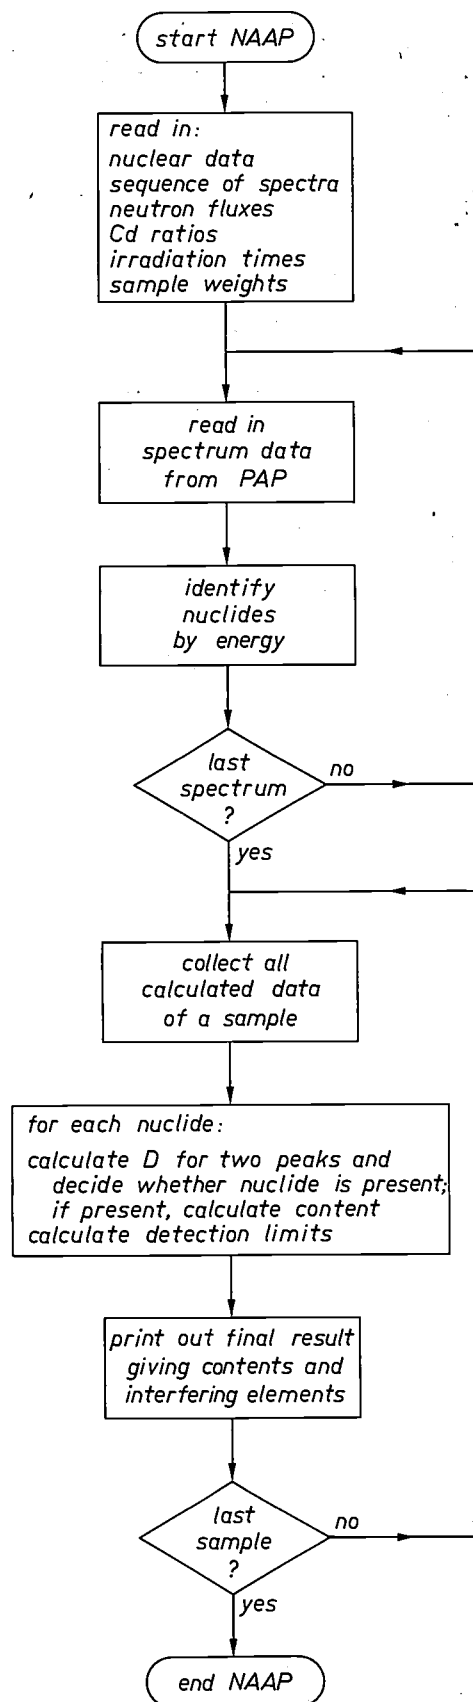 start NAAP
read in:
nuclear data
sequence of spectra
neutron fluxes
Cd ratios
irradiation times
sample weights
read in
spectrum data
from PAP
identify
nuclides
by energy
last
spectrum
?
no
yes
collect all
calculated data
of a sample
for each nuclide:
calculate D for two peaks and
decide whether nuclide is present;
if present, calculate content
calculate detection limits
print out final result
giving contents and
interfering elements
last
sample
?
no
yes
end NAAP